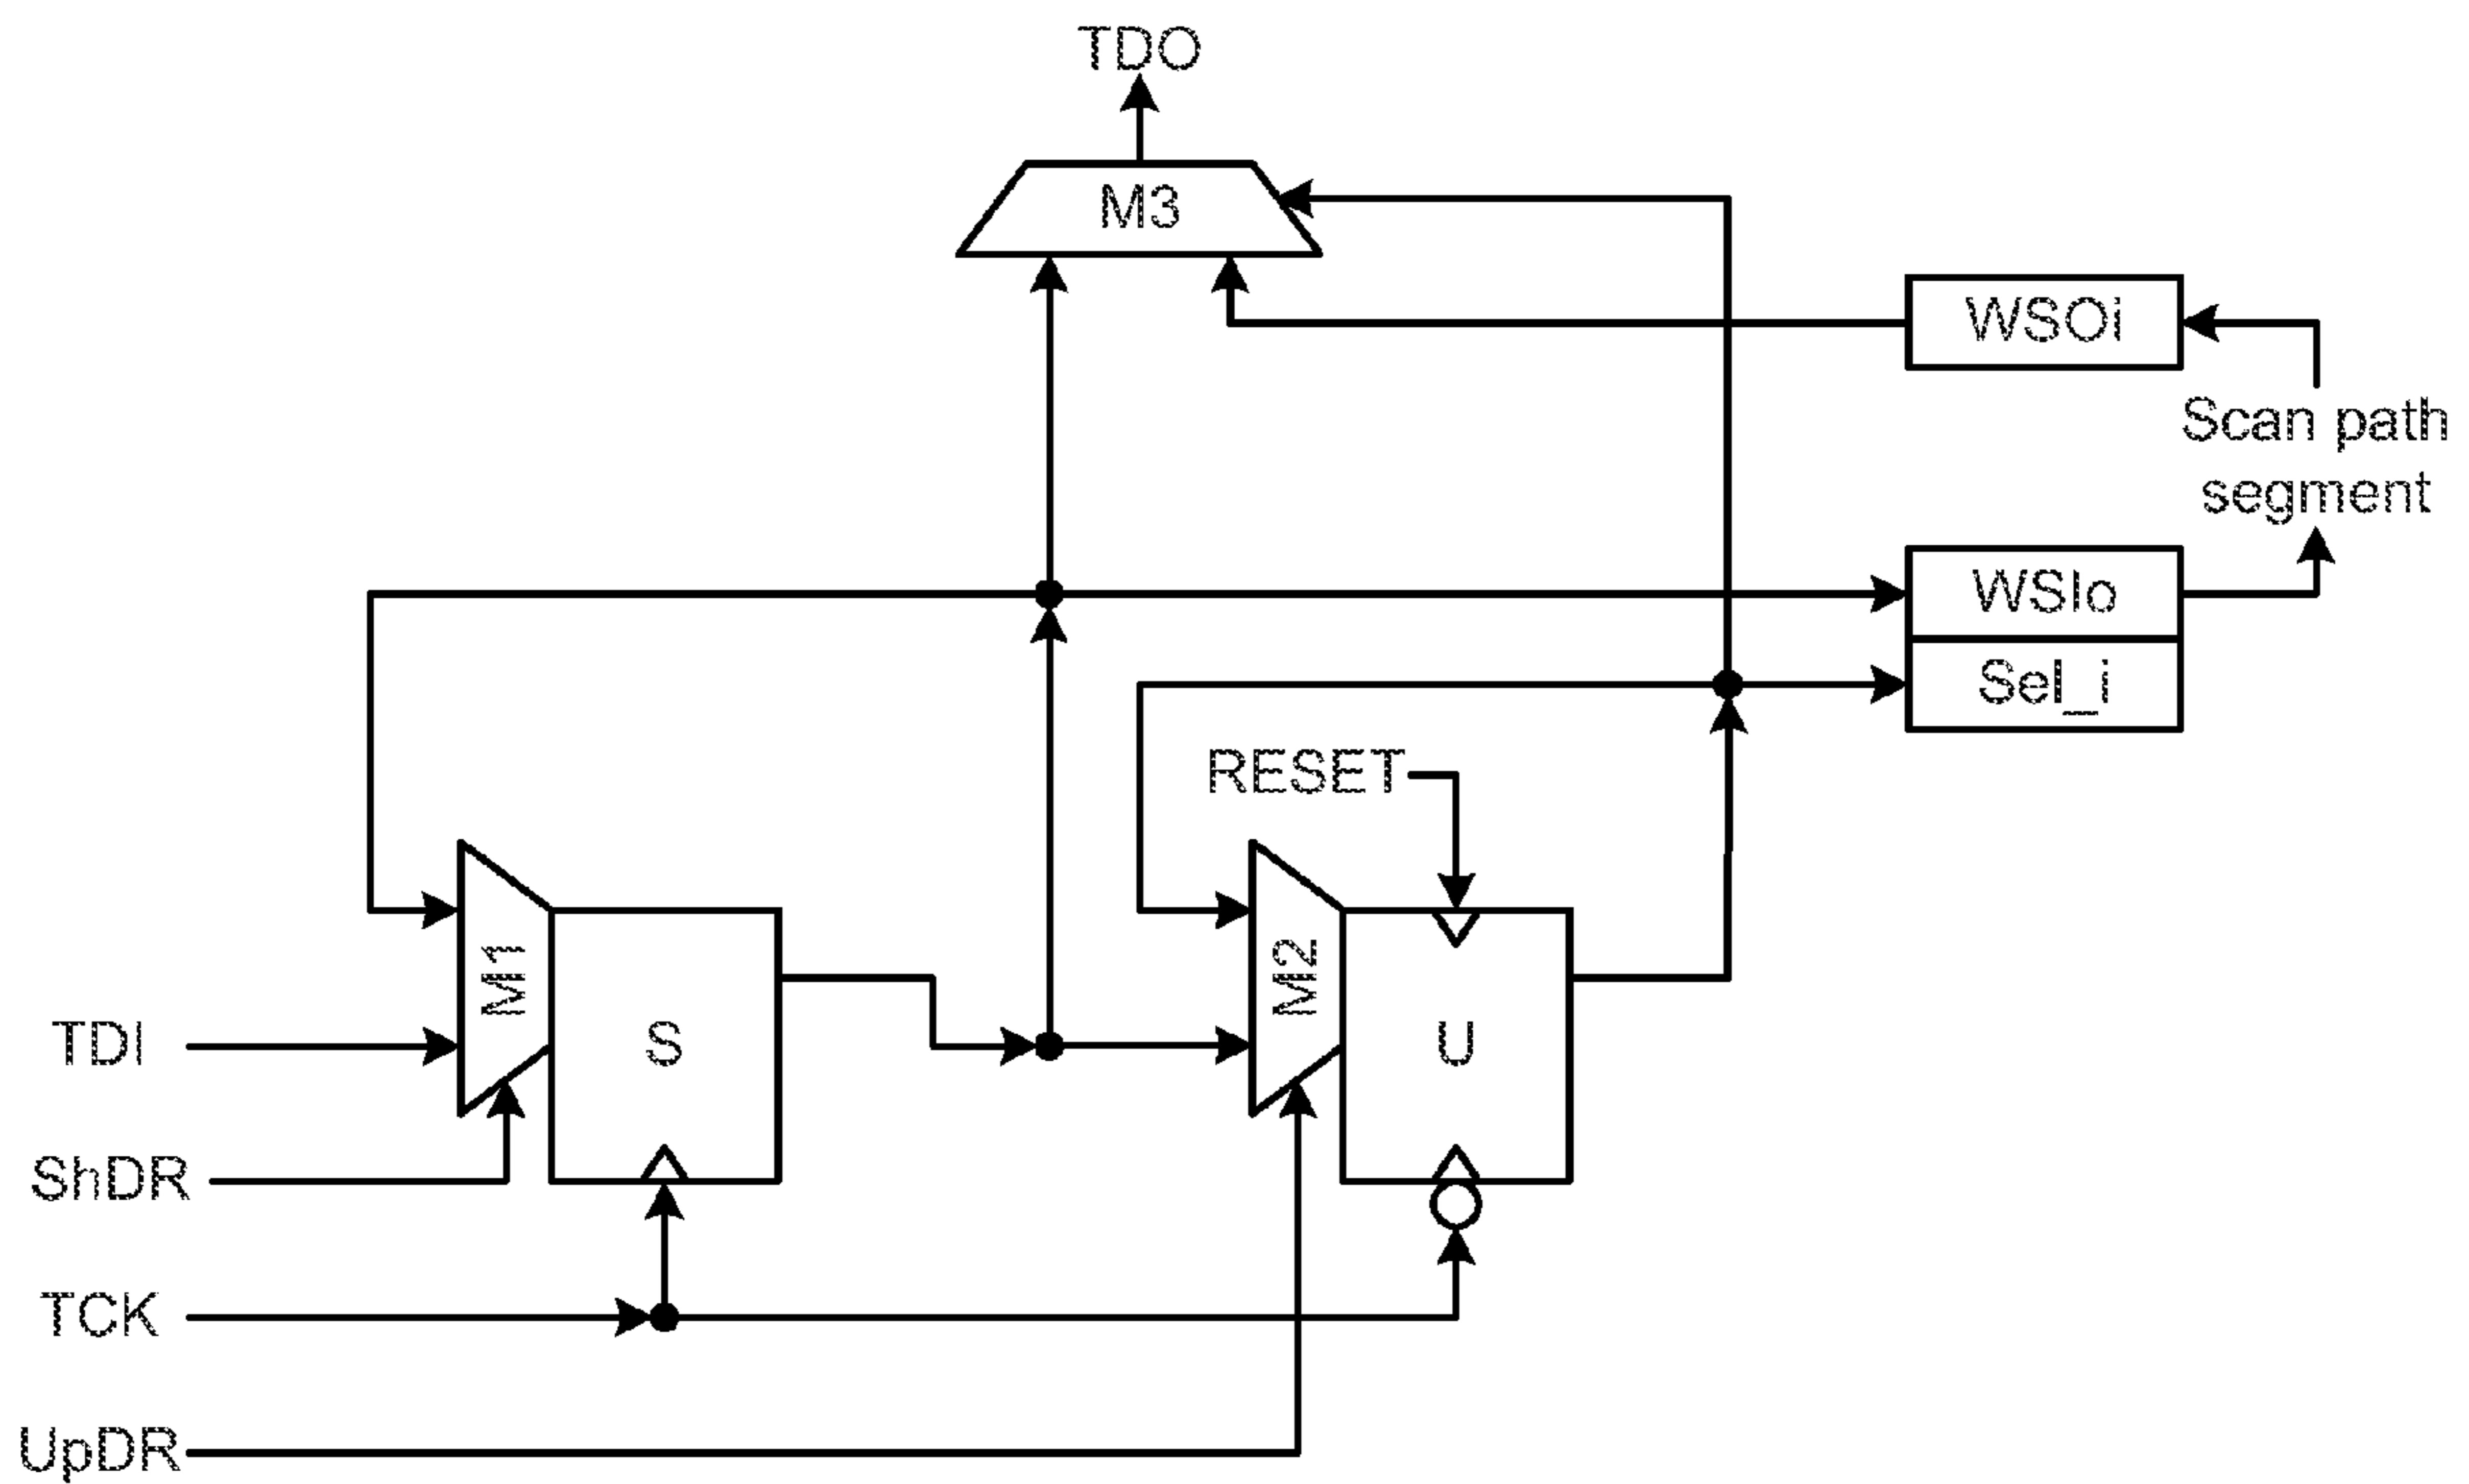 TDO
M3
WSOi
Scan path
segment
WSIo
Sel_i
RESET
M1
M2
TDI
S
U
ShDR
TCK
UpDR